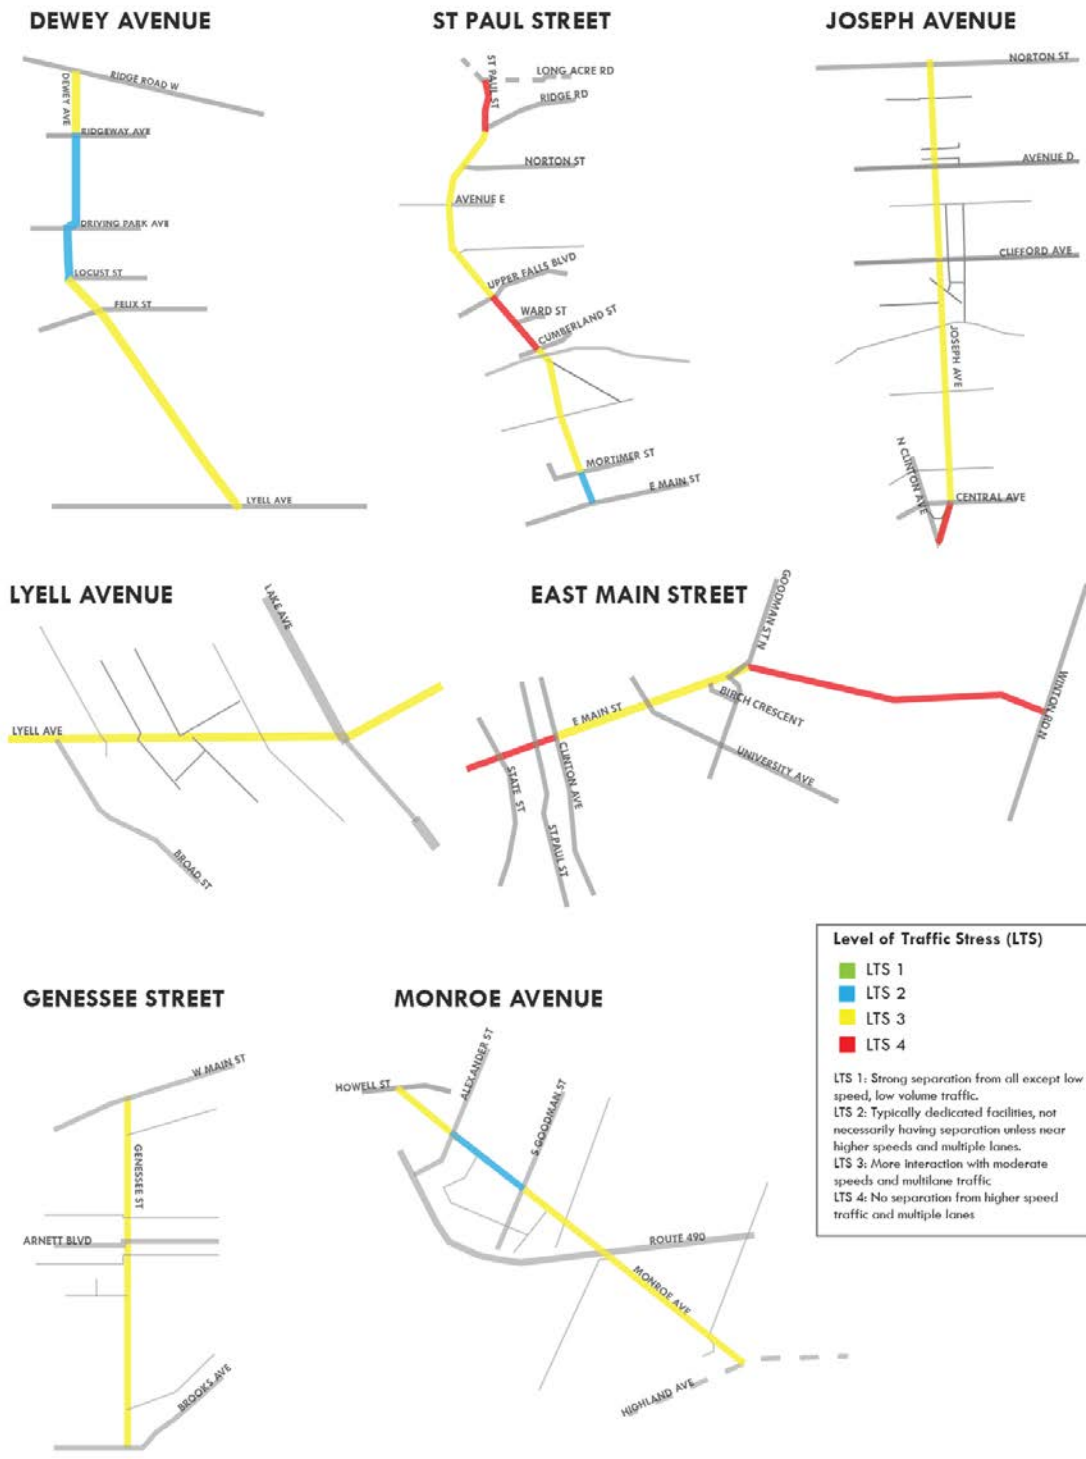 DEWEY AVENUE
RIDGE ROAD W
DEWEY AVE
RIDGEWAY AVE
DRIVING PARK AVE
LOCUST ST
FELIX ST
LYELL AVE
ST PAUL STREET
ST PAUL ST
LONG ACRE RD
RIDGE RD
NORTON ST
AVENUE E
UPPER FALLS BLVD
WARD ST
CUMBERLAND ST
MORTIMER ST
E MAIN ST
JOSEPH AVENUE
NORTON ST
AVENUE D
CLIFFORD AVE
JOSEPH AVE
N CLINTON AVE
CENTRAL AVE
LYELL AVENUE
LAKE AVE
LYELL AVE
BROAD ST
EAST MAIN STREET
GOODMAN ST N
BIRCH CRESCENT
E MAIN ST
WINTON RD N
UNIVERSITY AVE
STATE ST
CLINTON AVE
ST.PAUL ST
GENESSEE STREET
W MAIN ST
GENESSEE ST
ARNETT BLVD
BROOKS AVE
MONROE AVENUE
HOWELL ST
ALEXANDER ST
S GOODMAN ST
ROUTE 490
MONROE AVE
HIGHLAND AVE
Level of Traffic Stress (LTS)
LTS 1
LTS 2
LTS 3
LTS 4
LTS 1: Strong separation from all except low
speed, low volume traffic.
LTS 2: Typically dedicated facilities, not
necessarily having separation unless near
higher speeds and multiple lanes.
LTS 3: More interaction with moderate
speeds and multilane traffic
LTS 4: No separation from higher speed
traffic and multiple lanes